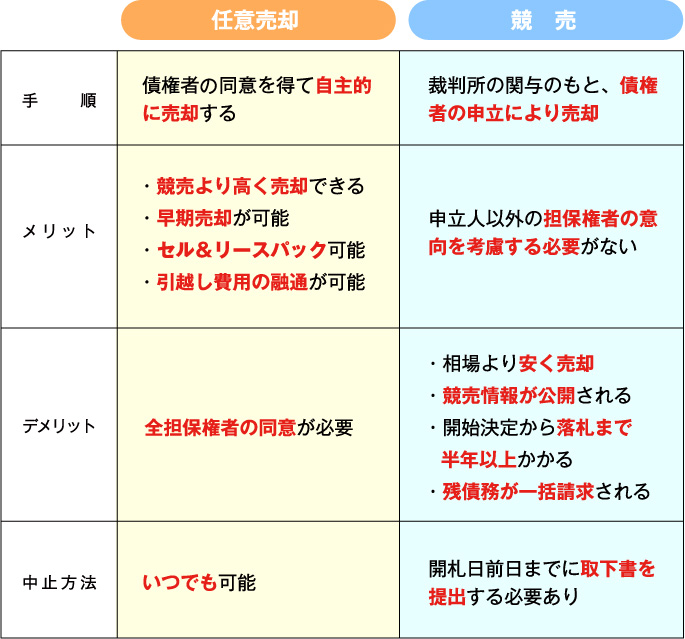 任意売却
競　売
手　順
債権者の同意を得て自主的
に売却する
裁判所の関与のもと、債権
者の申立により売却
メリット
・競売より高く売却できる
・早期売却が可能
・セル＆リースパック可能
・引越し費用の融通が可能
申立人以外の担保権者の意
向を考慮する必要がない
デメリット
全担保権者の同意が必要
・相場より安く売却
・競売情報が公開される
・開始決定から落札まで
半年以上かかる
・残債務が一括請求される
中止方法
いつでも可能
開札日前日までに取下書を
提出する必要あり